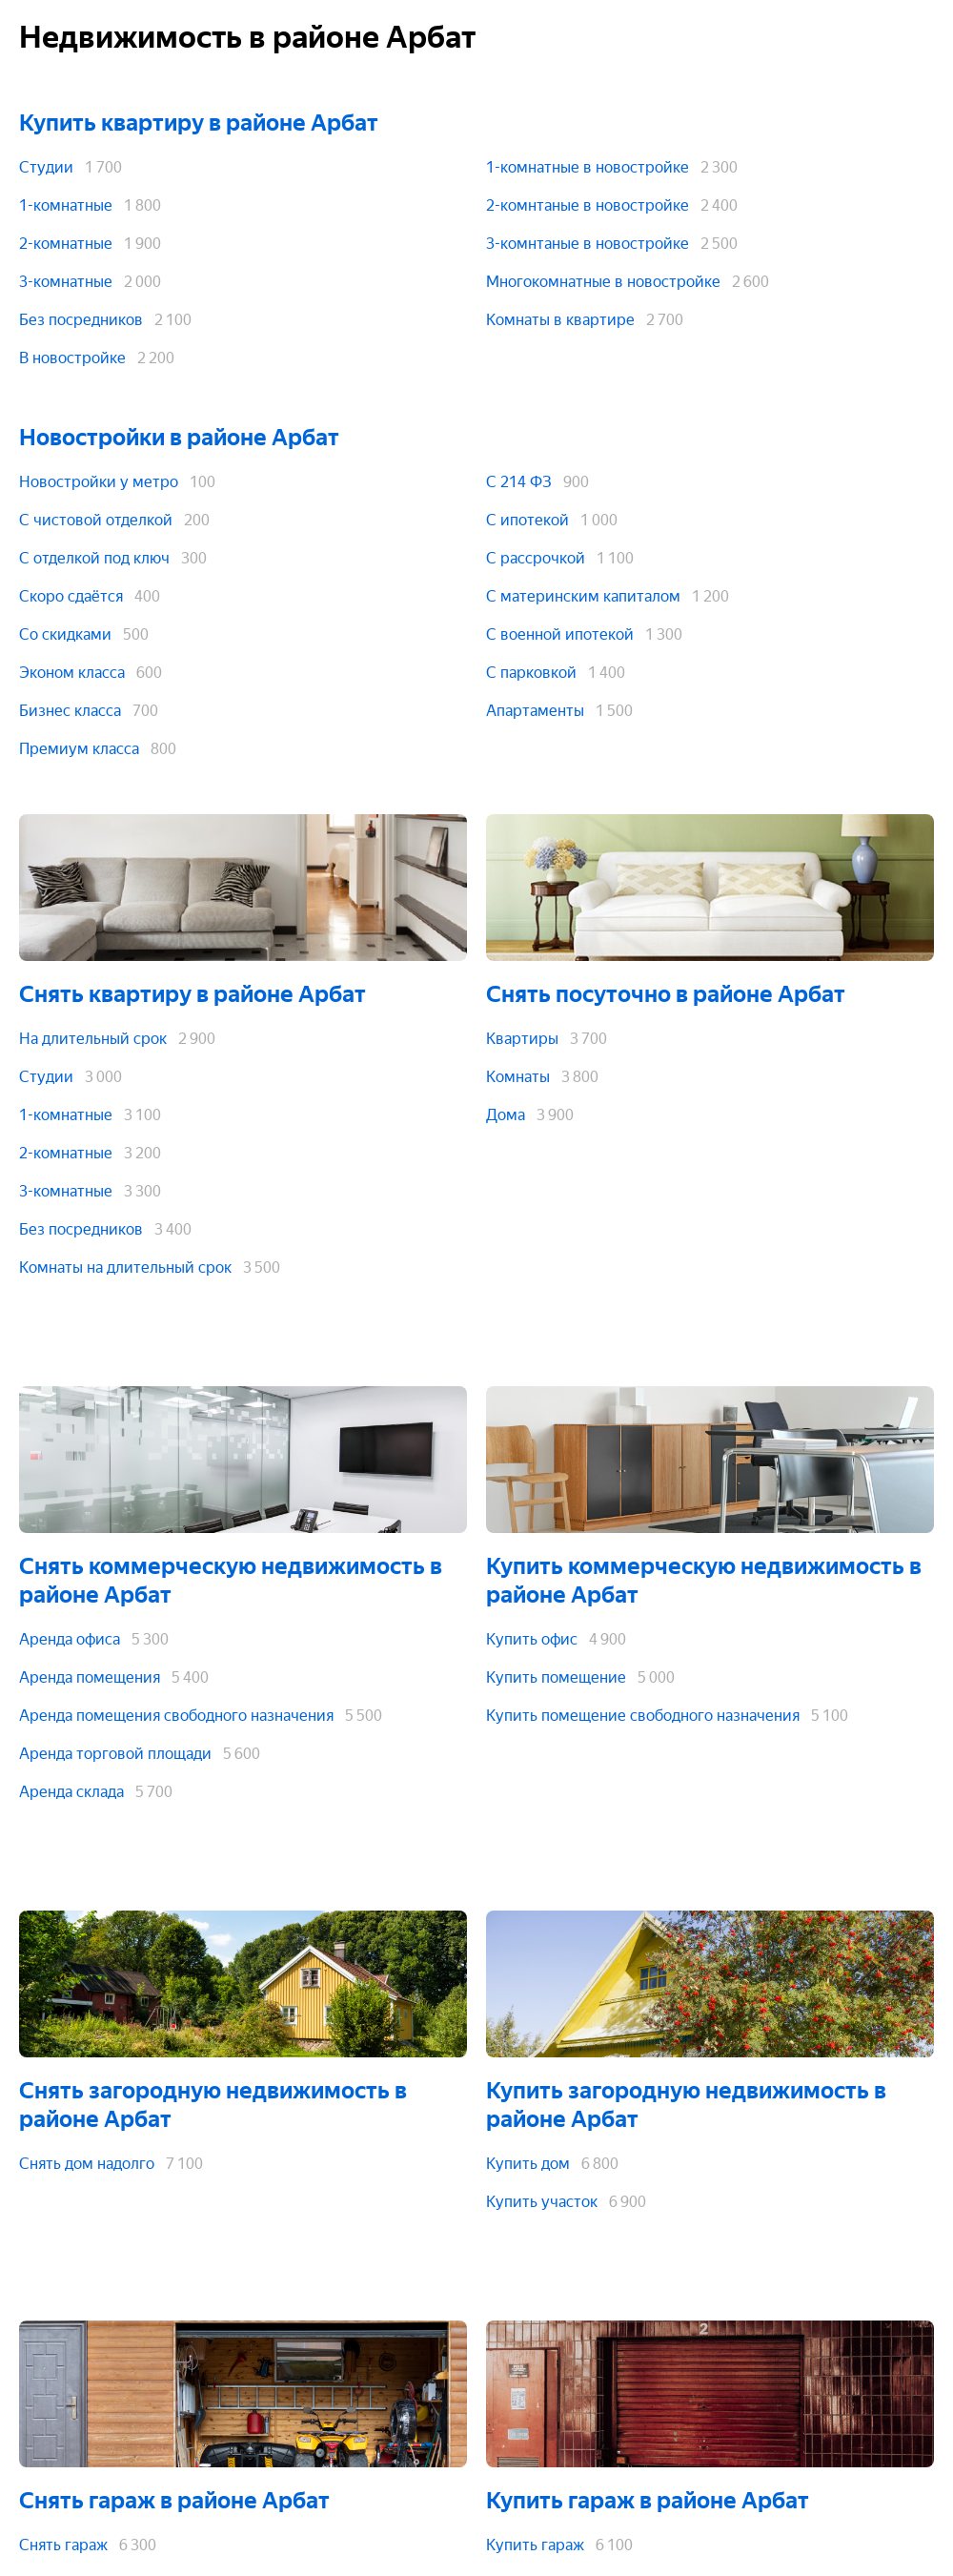 Недвижимость в районе Арбат
Купить квартиру в районе Арбат
Студии 1 700
1-комнатные 1 800
2-комнатные 1 900
3-комнатные 2 000
Без посредников 2 100
В новостройке 2 200
1-комнатные в новостройке 2 300
2-комнтаные в новостройке 2 400
3-комнтаные в новостройке 2 500
Многокомнатные в новостройке 2 600
Комнаты в квартире 2 700
Новостройки в районе Арбат
Новостройки у метро 100
С чистовой отделкой 200
С отделкой под ключ 300
Скоро сдаётся 400
Со скидками 500
Эконом класса 600
Бизнес класса 700
Премиум класса 800
С 214 ФЗ 900
С ипотекой 1 000
С рассрочкой 1 100
С материнским капиталом 1 200
С военной ипотекой 1 300
С парковкой 1 400
Апартаменты 1 500
Снять квартиру в районе Арбат
На длительный срок 2 900
Студии 3 000
1-комнатные 3 100
2-комнатные 3 200
3-комнатные 3 300
Без посредников 3 400
Комнаты на длительный срок 3 500
Снять посуточно в районе Арбат
Квартиры 3 700
Комнаты 3 800
Дома 3 900
Снять коммерческую недвижимость в
районе Арбат
Аренда офиса 5 300
Аренда помещения 5 400
Аренда помещения свободного назначения 5 500
Аренда торговой площади 5 600
Аренда склада 5 700
Купить коммерческую недвижимость в
районе Арбат
Купить офис 4 900
Купить помещение 5 000
Купить помещение свободного назначения 5 100
Снять загородную недвижимость в
районе Арбат
Снять дом надолго 7 100
Купить загородную недвижимость в
районе Арбат
Купить дом 6 800
Купить участок 6 900
Снять гараж в районе Арбат
Снять гараж 6 300
2
Купить гараж в районе Арбат
Купить гараж 6 100